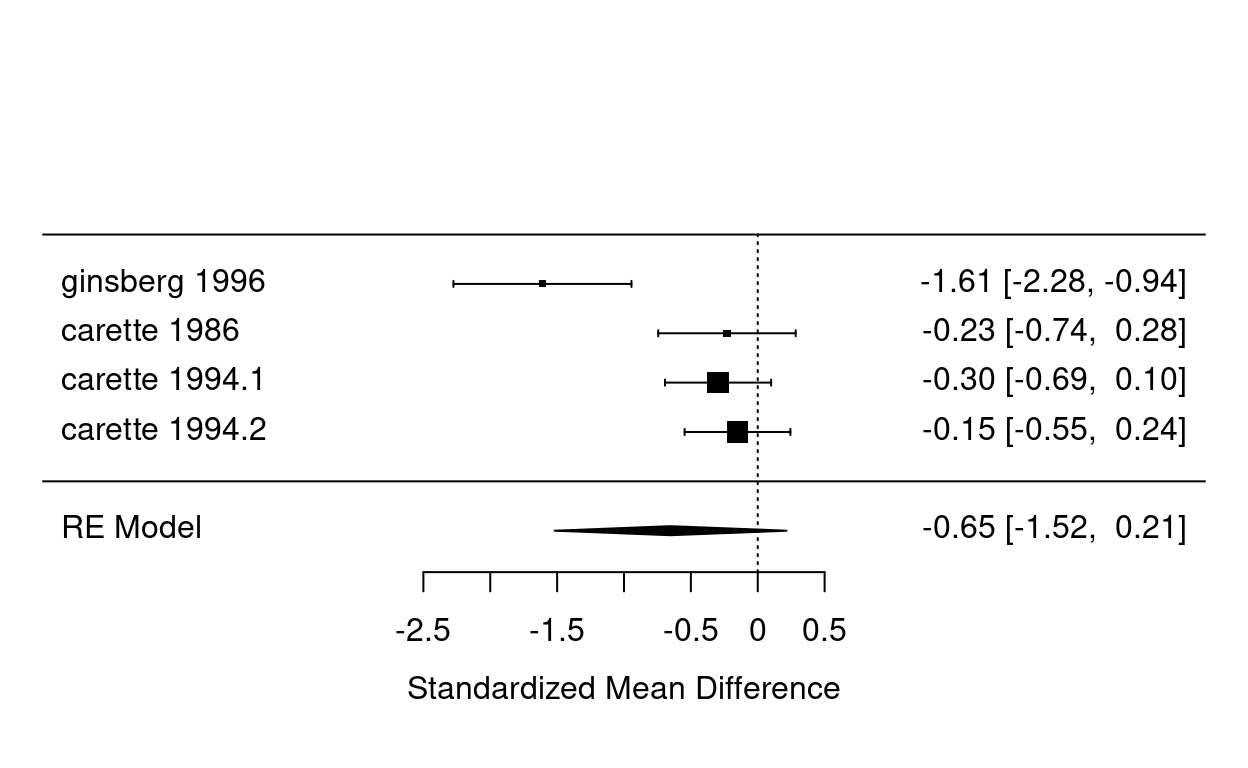 ginsberg 1996 -1.61 [-2.28, -0.94]
carette 1986 -0.23 [-0.74, 0.28]
carette 1994.1 -0.30 [-0.69, 0.10]
carette 1994.2 -0.15 [-0.55, 0.24]
RE Model -0.65 [-1.52, 0.21]
-2.5 -1.5 -0.5 0 0.5
Standardized Mean Difference